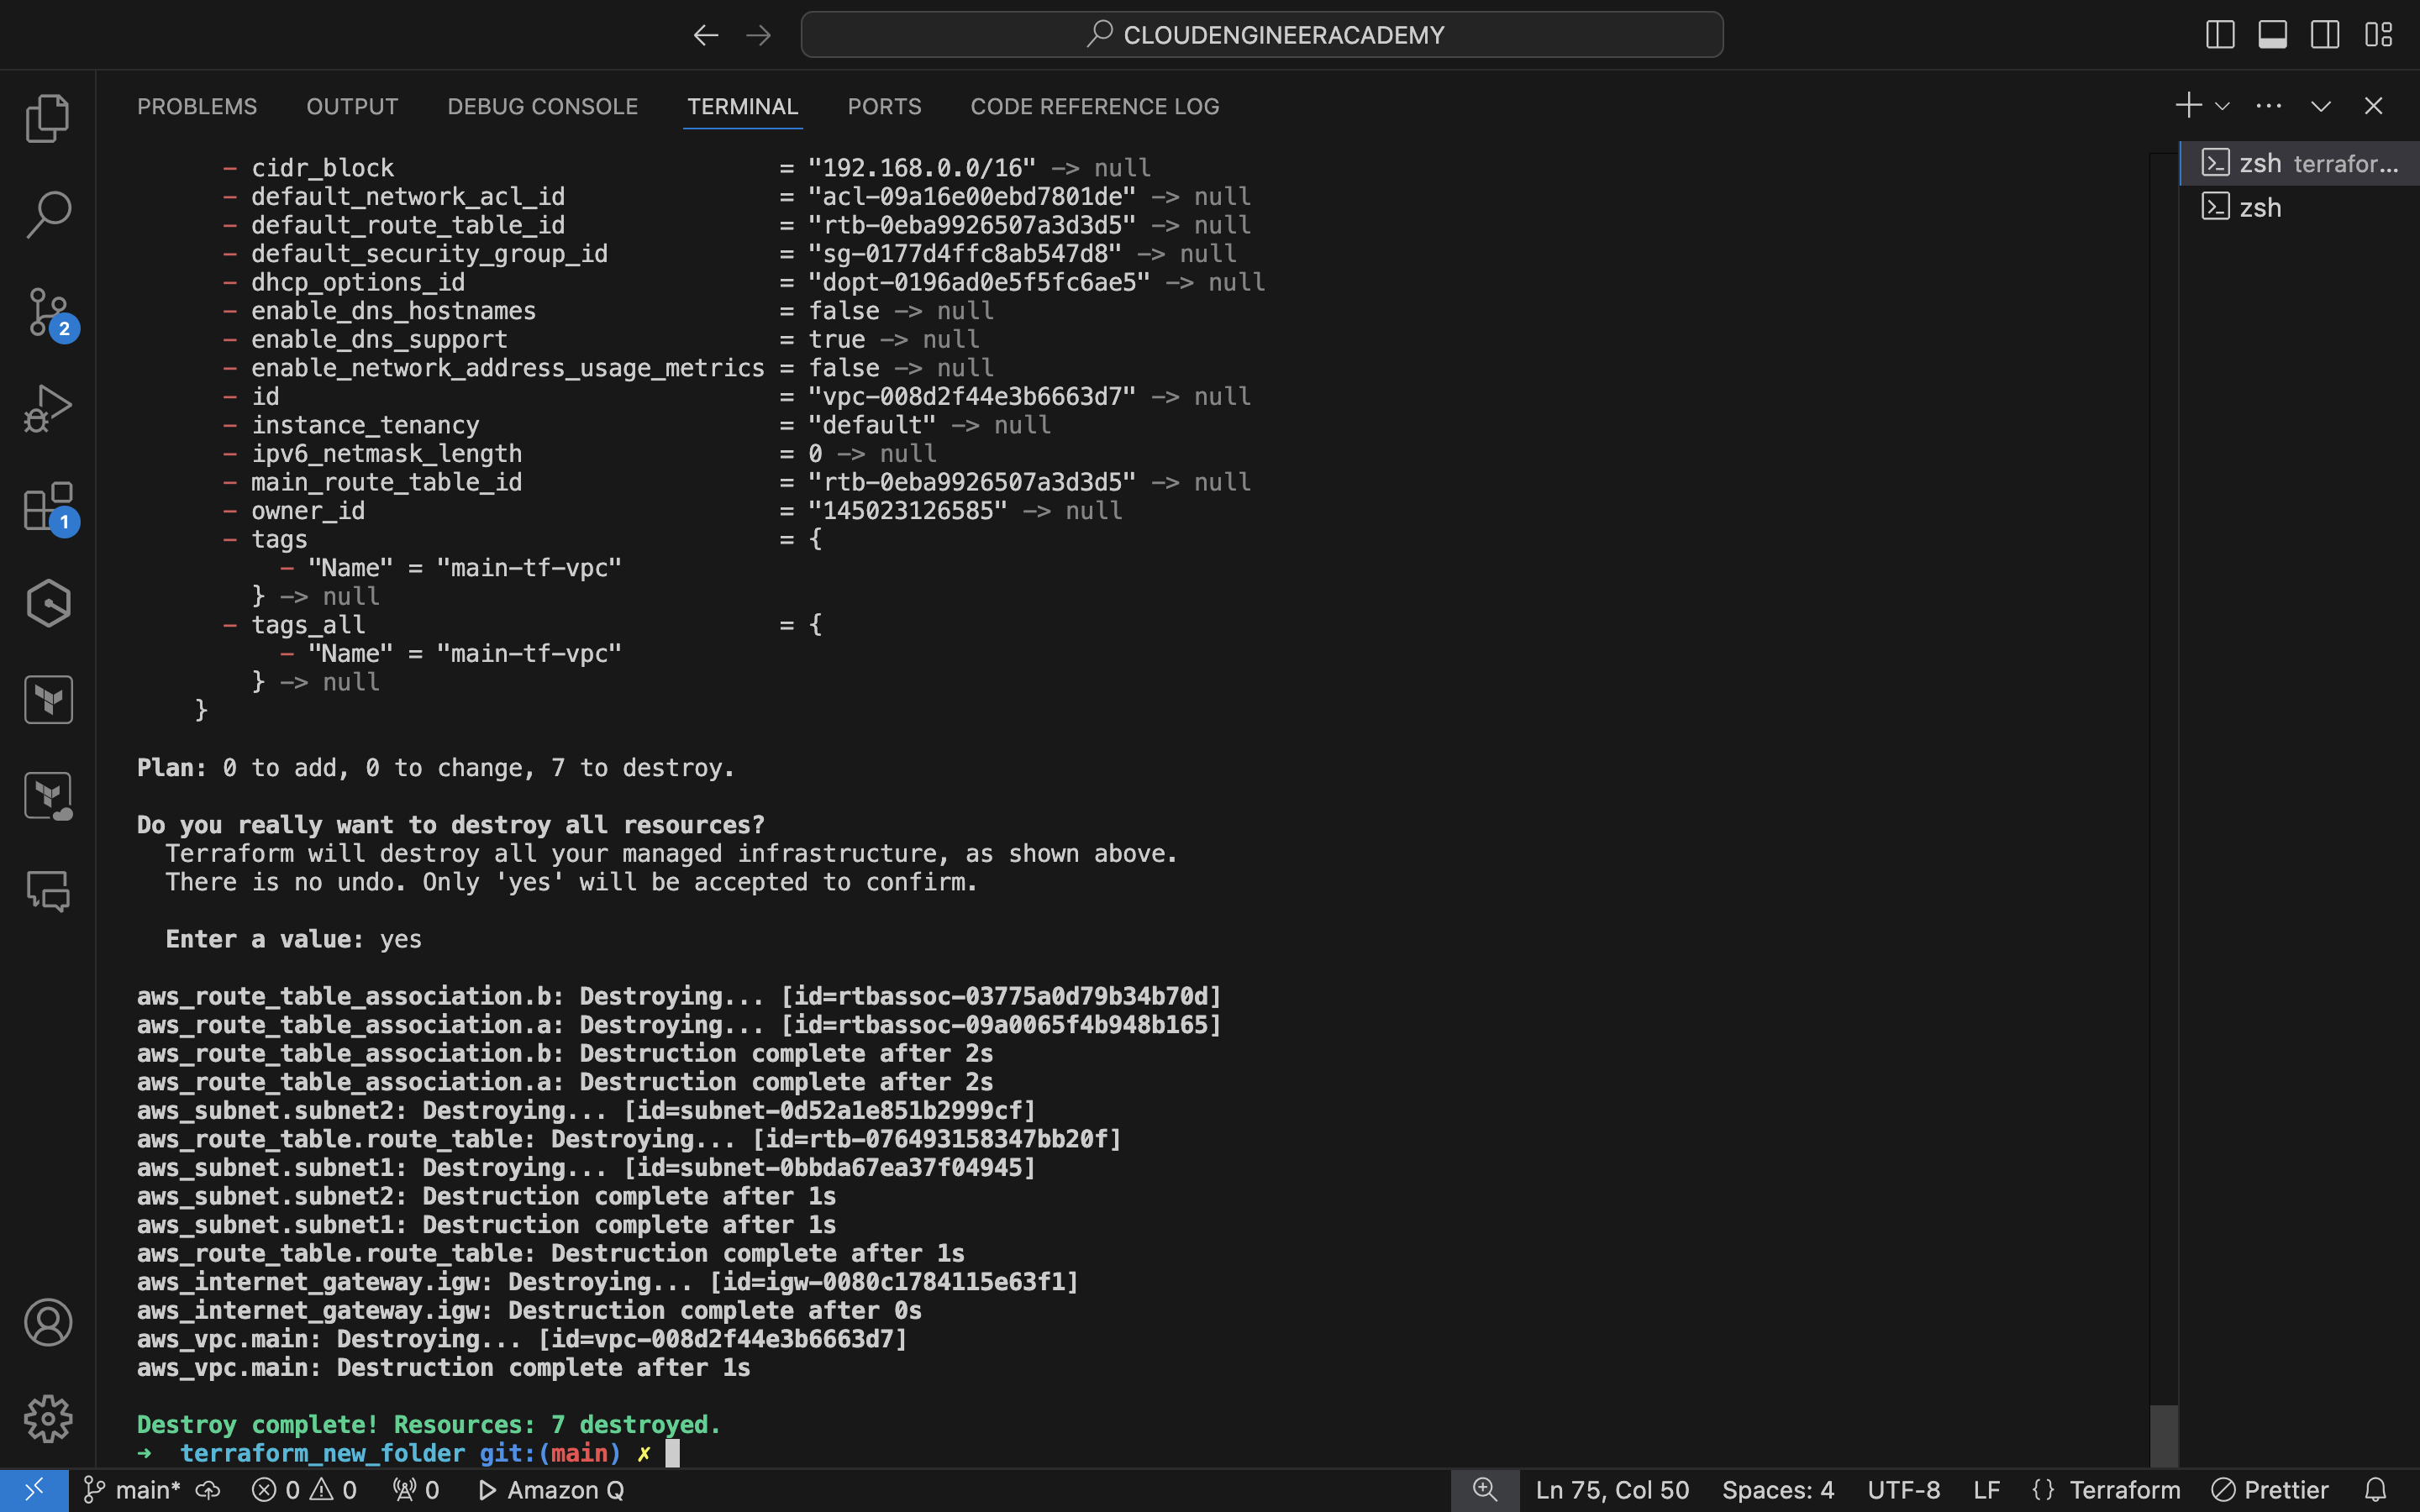 CLOUDENGINEERACADEMY
PROBLEMS OUTPUT DEBUG CONSOLE TERMINAL PORTS CODE REFERENCE LOG
- cidr_block = "192.168.0.0/16" -> null
- default_network_acl_id = "acl-09a16e00ebd7801de" -> null
- default_route_table_id = "rtb-0eba9926507a3d3d5" -> null
- default_security_group_id = "sg-0177d4ffc8ab547d8" -> null
- dhcp_options_id = "dopt-0196ad0e5f5fc6ae5" -> null
- enable_dns_hostnames = false -> null
- enable_dns_support = true -> null
- enable_network_address_usage_metrics = false -> null
- id = "vpc-008d2f44e3b6663d7" -> null
- instance_tenancy = "default" -> null
- ipv6_netmask_length = 0 -> null
- main_route_table_id = "rtb-0eba9926507a3d3d5" -> null
- owner_id = "145023126585" -> null
- tags = {
- "Name" = "main-tf-vpc"
} -> null
- tags_all = {
- "Name" = "main-tf-vpc"
} -> null
}
Plan: 0 to add, 0 to change, 7 to destroy.
Do you really want to destroy all resources?
Terraform will destroy all your managed infrastructure, as shown above.
There is no undo. Only 'yes' will be accepted to confirm.
Enter a value: yes
aws_route_table_association.b: Destroying... [id=rtbassoc-03775a0d79b34b70d]
aws_route_table_association.a: Destroying... [id=rtbassoc-09a0065f4b948b165]
aws_route_table_association.b: Destruction complete after 2s
aws_route_table_association.a: Destruction complete after 2s
aws_subnet.subnet2: Destroying... [id=subnet-0d52a1e851b2999cf]
aws_route_table.route_table: Destroying... [id=rtb-076493158347bb20f]
aws_subnet.subnet1: Destroying... [id=subnet-0bbda67ea37f04945]
aws_subnet.subnet2: Destruction complete after 1s
aws_subnet.subnet1: Destruction complete after 1s
aws_route_table.route_table: Destruction complete after 1s
aws_internet_gateway.igw: Destroying... [id=igw-0080c1784115e63f1]
aws_internet_gateway.igw: Destruction complete after 0s
aws_vpc.main: Destroying... [id=vpc-008d2f44e3b6663d7]
aws_vpc.main: Destruction complete after 1s
Destroy complete! Resources: 7 destroyed.
➜ terraform_new_folder git:(main) ✗
zsh terrafor...
zsh
2
1
main* 0 0 0 Amazon Q Ln 75, Col 50 Spaces: 4 UTF-8 LF {} Terraform Prettier